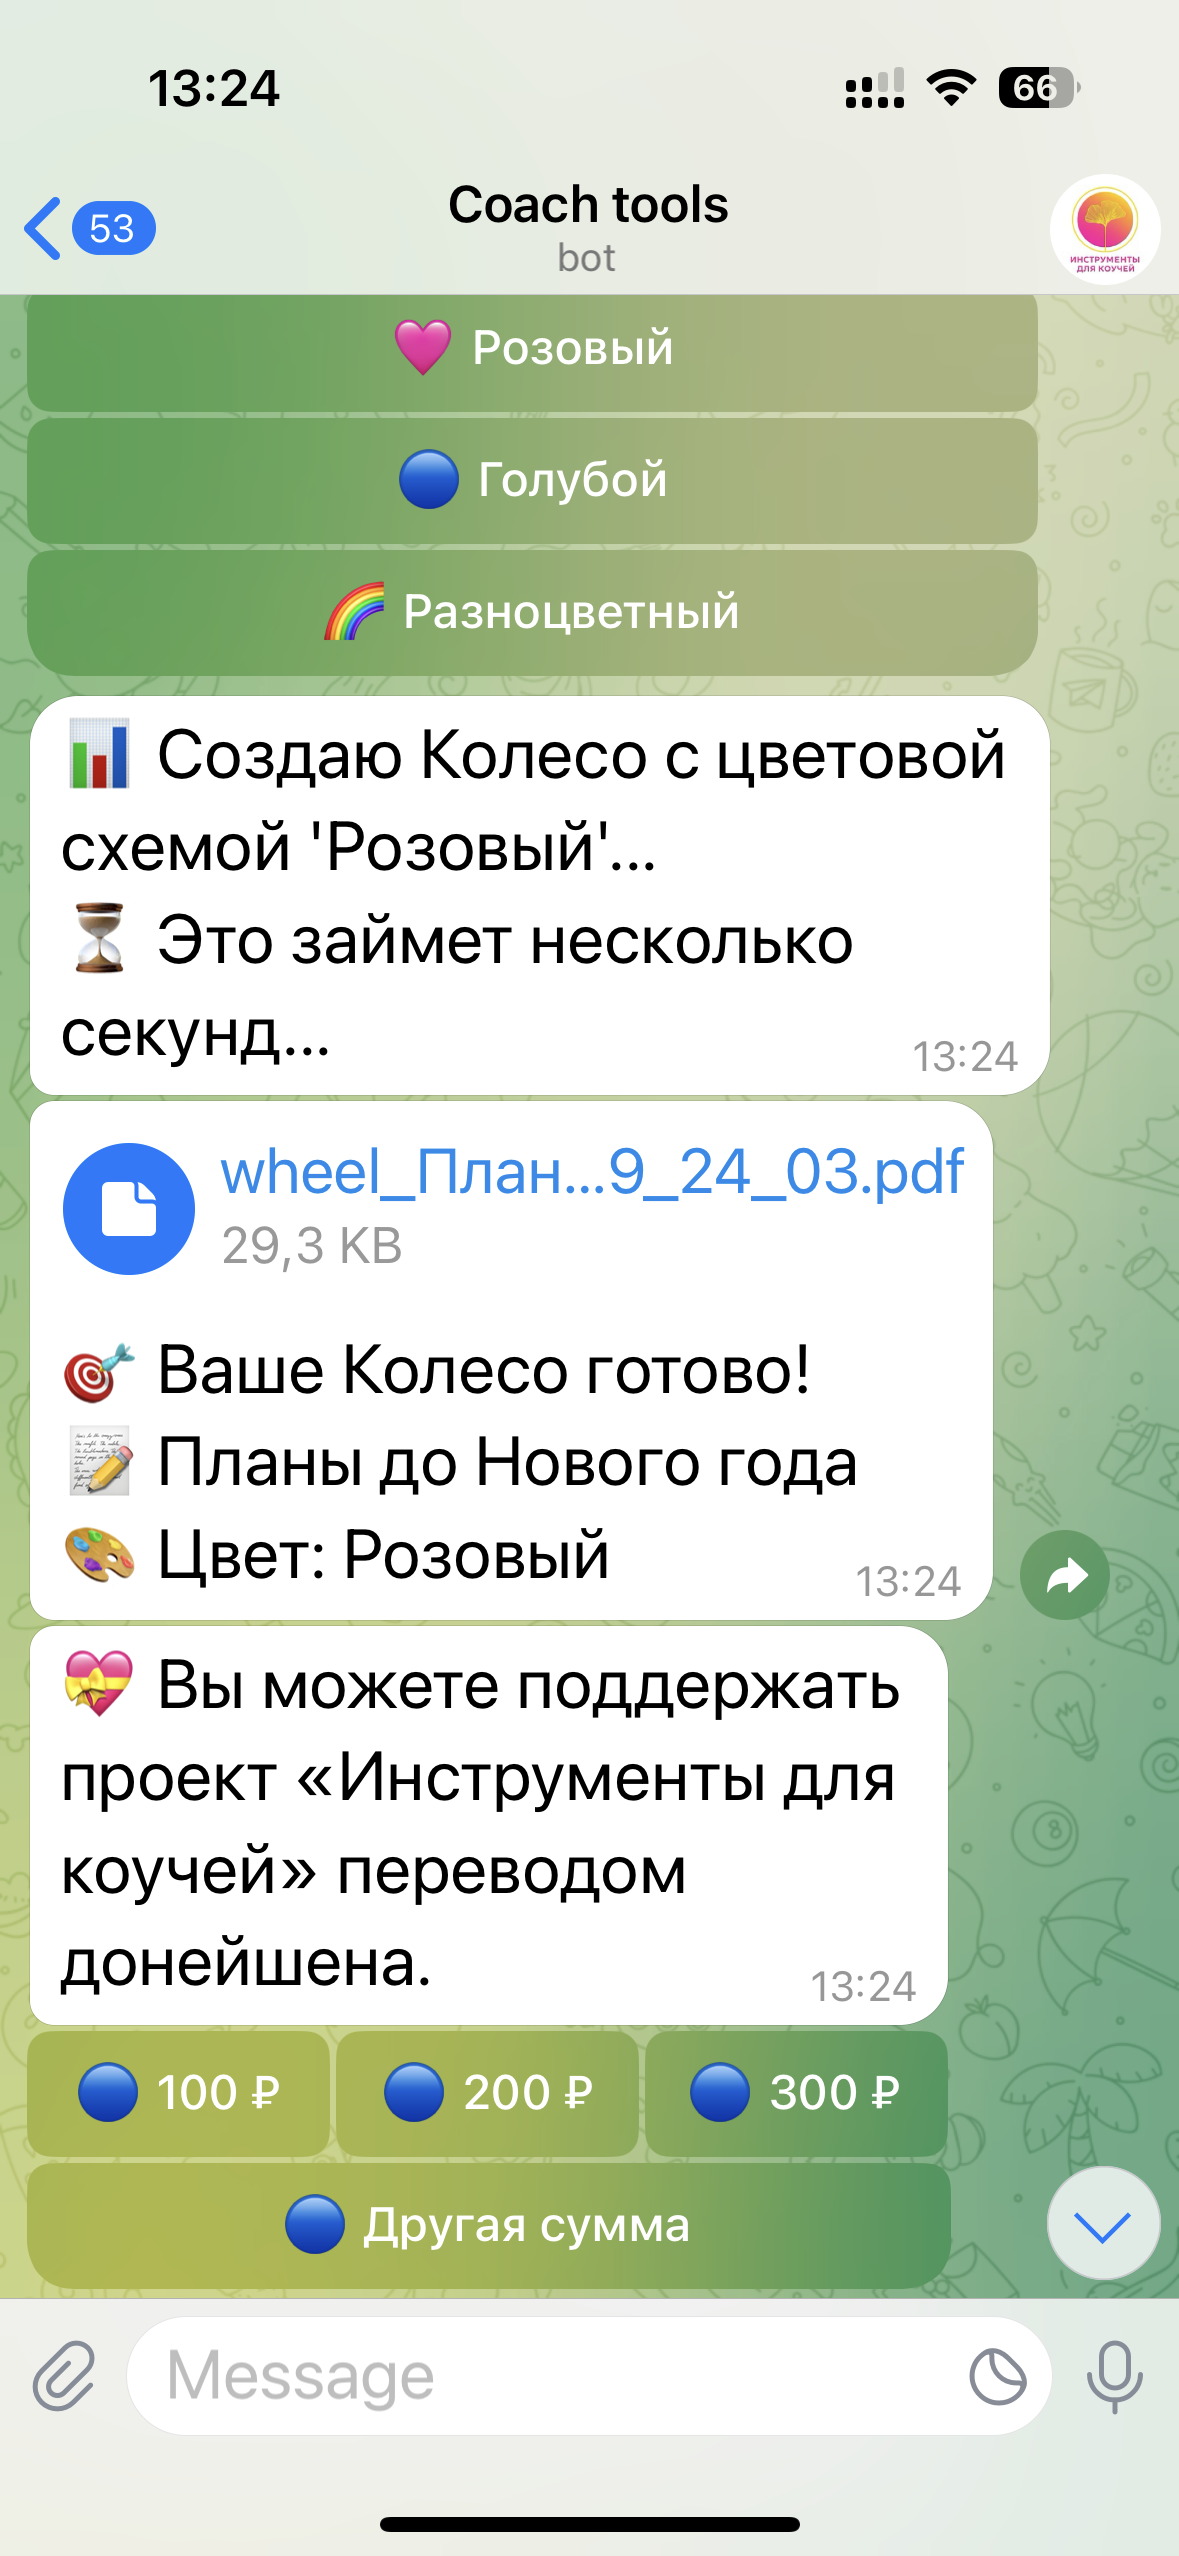 13:24
66
53
Coach tools
bot
ИНСТРУМЕНТЫ
ДЛЯ КОУЧЕЙ
Розовый
Голубой
Разноцветный
Создаю Колесо с цветовой
схемой 'Розовый'...
Это займет несколько
секунд...
13:24
wheel_План...9_24_03.pdf
29,3 KB
Ваше Колесо готово!
Планы до Нового года
Цвет: Розовый
13:24
Вы можете поддержать
проект «Инструменты для
коучей» переводом
донейшена.
13:24
100 ₽
200 ₽
300 ₽
Другая сумма
Message